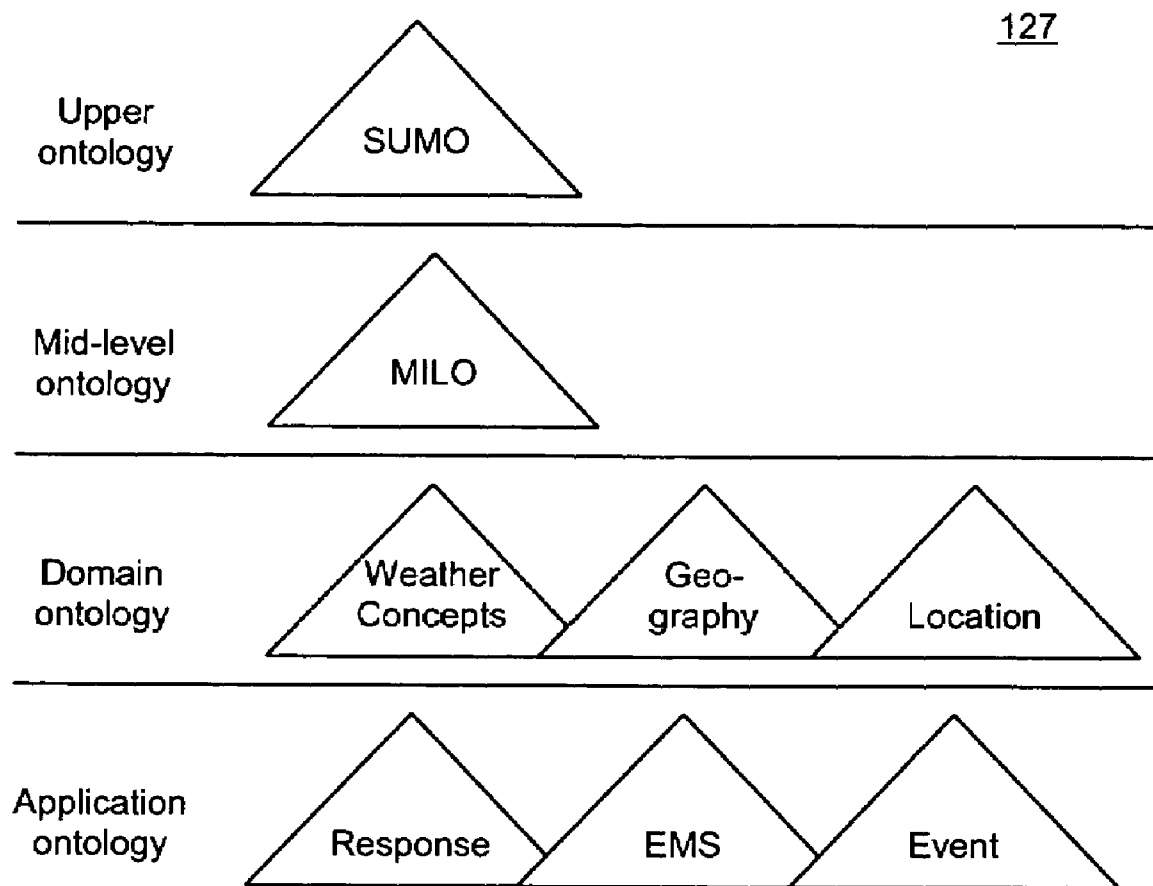 127
Upper
ontology
SUMO
Mid-level
ontology
MILO
Domain
ontology
Weather
Concepts
Geo-
graphy
Location
Application
ontology
Response
EMS
Event